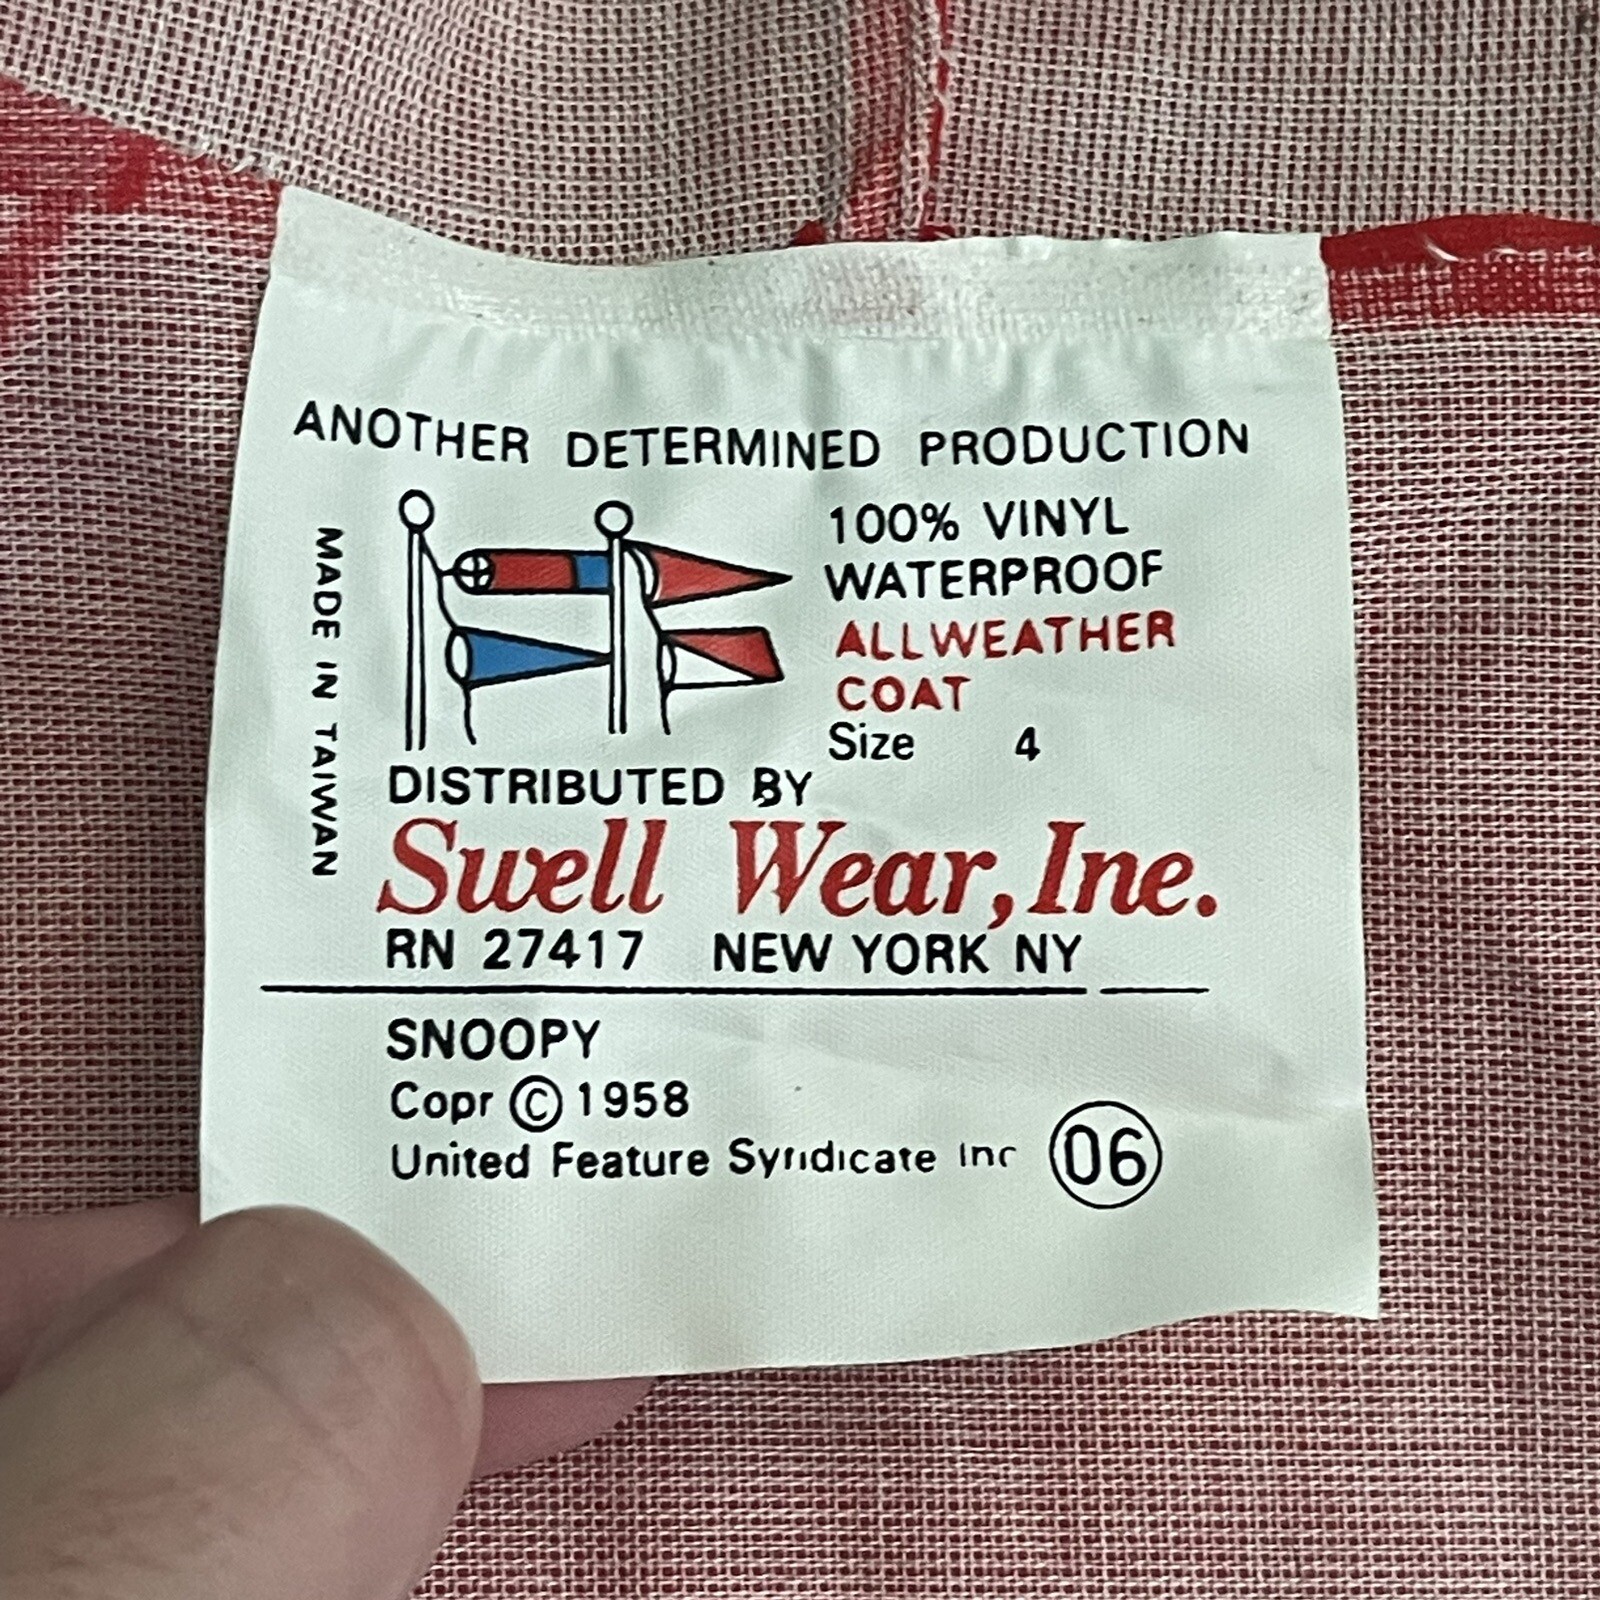 ANOTHER DETERMINED PRODUCTION
MADE IN TAIWAN
100% VINYL
WATERPROOF
ALLWEATHER
COAT
Size 4
DISTRIBUTED BY
Swell Wear, Ine.
RN 27417 NEW YORK NY
SNOOPY
Copr © 1958
United Feature Syndicate Inc 06